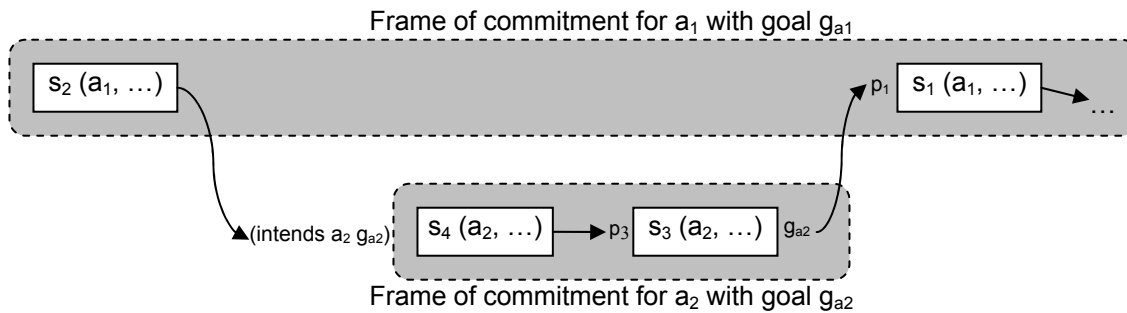 Frame of commitment for a₁ with goal gₐ₁
s₂ (a₁, …)
p₁ s₁ (a₁, …)
…
(intends a₂ gₐ₂) s₄ (a₂, …) p₃ s₃ (a₂, …) gₐ₂
Frame of commitment for a₂ with goal gₐ₂